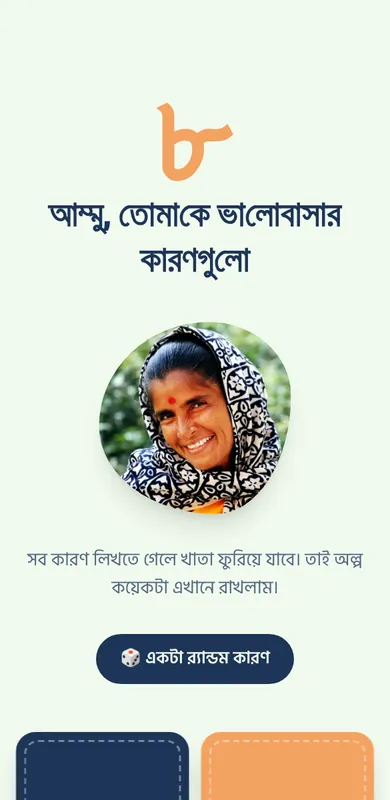 ৮
আম্মু, তোমাকে ভালোবাসার
কারণগুলো
সব কারণ লিখতে গেলে খাতা ফুরিয়ে যাবে। তাই অল্প
কয়েকটা এখানে রাখলাম।
🎲 একটা র‍্যান্ডম কারণ